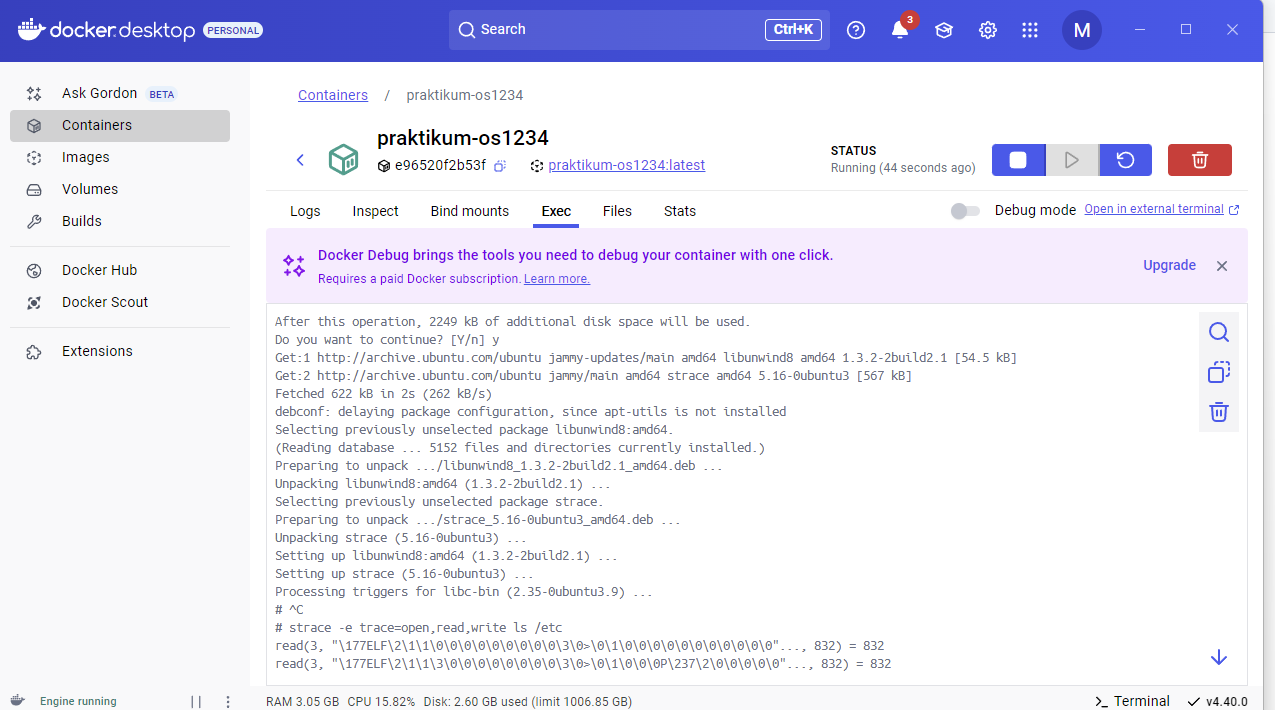 docker.desktop PERSONAL
Search Ctrl+K
3
M
Ask Gordon BETA
Containers
Images
Volumes
Builds
Docker Hub
Docker Scout
Extensions
Containers / praktikum-os1234
praktikum-os1234
e96520f2b53f praktikum-os1234:latest
STATUS
Running (44 seconds ago)
Logs Inspect Bind mounts Exec Files Stats
Debug mode Open in external terminal
Docker Debug brings the tools you need to debug your container with one click.
Requires a paid Docker subscription. Learn more.
Upgrade
After this operation, 2249 kB of additional disk space will be used.
Do you want to continue? [Y/n] y
Get:1 http://archive.ubuntu.com/ubuntu jammy-updates/main amd64 libunwind8 amd64 1.3.2-2build2.1 [54.5 kB]
Get:2 http://archive.ubuntu.com/ubuntu jammy/main amd64 strace amd64 5.16-0ubuntu3 [567 kB]
Fetched 622 kB in 2s (262 kB/s)
debconf: delaying package configuration, since apt-utils is not installed
Selecting previously unselected package libunwind8:amd64.
(Reading database ... 5152 files and directories currently installed.)
Preparing to unpack .../libunwind8_1.3.2-2build2.1_amd64.deb ...
Unpacking libunwind8:amd64 (1.3.2-2build2.1) ...
Selecting previously unselected package strace.
Preparing to unpack .../strace_5.16-0ubuntu3_amd64.deb ...
Unpacking strace (5.16-0ubuntu3) ...
Setting up libunwind8:amd64 (1.3.2-2build2.1) ...
Setting up strace (5.16-0ubuntu3) ...
Processing triggers for libc-bin (2.35-0ubuntu3.9) ...
# ^C
# strace -e trace=open,read,write ls /etc
read(3, "\177ELF\2\1\1\0\0\0\0\0\0\0\0\0\3\0>\0\1\0\0\0\0\0\0\0\0\0\0\0"..., 832) = 832
read(3, "\177ELF\2\1\1\3\0\0\0\0\0\0\0\0\3\0>\0\1\0\0\0P\237\2\0\0\0\0\0"..., 832) = 832
Engine running
RAM 3.05 GB CPU 15.82% Disk: 2.60 GB used (limit 1006.85 GB)
>_ Terminal
v4.40.0